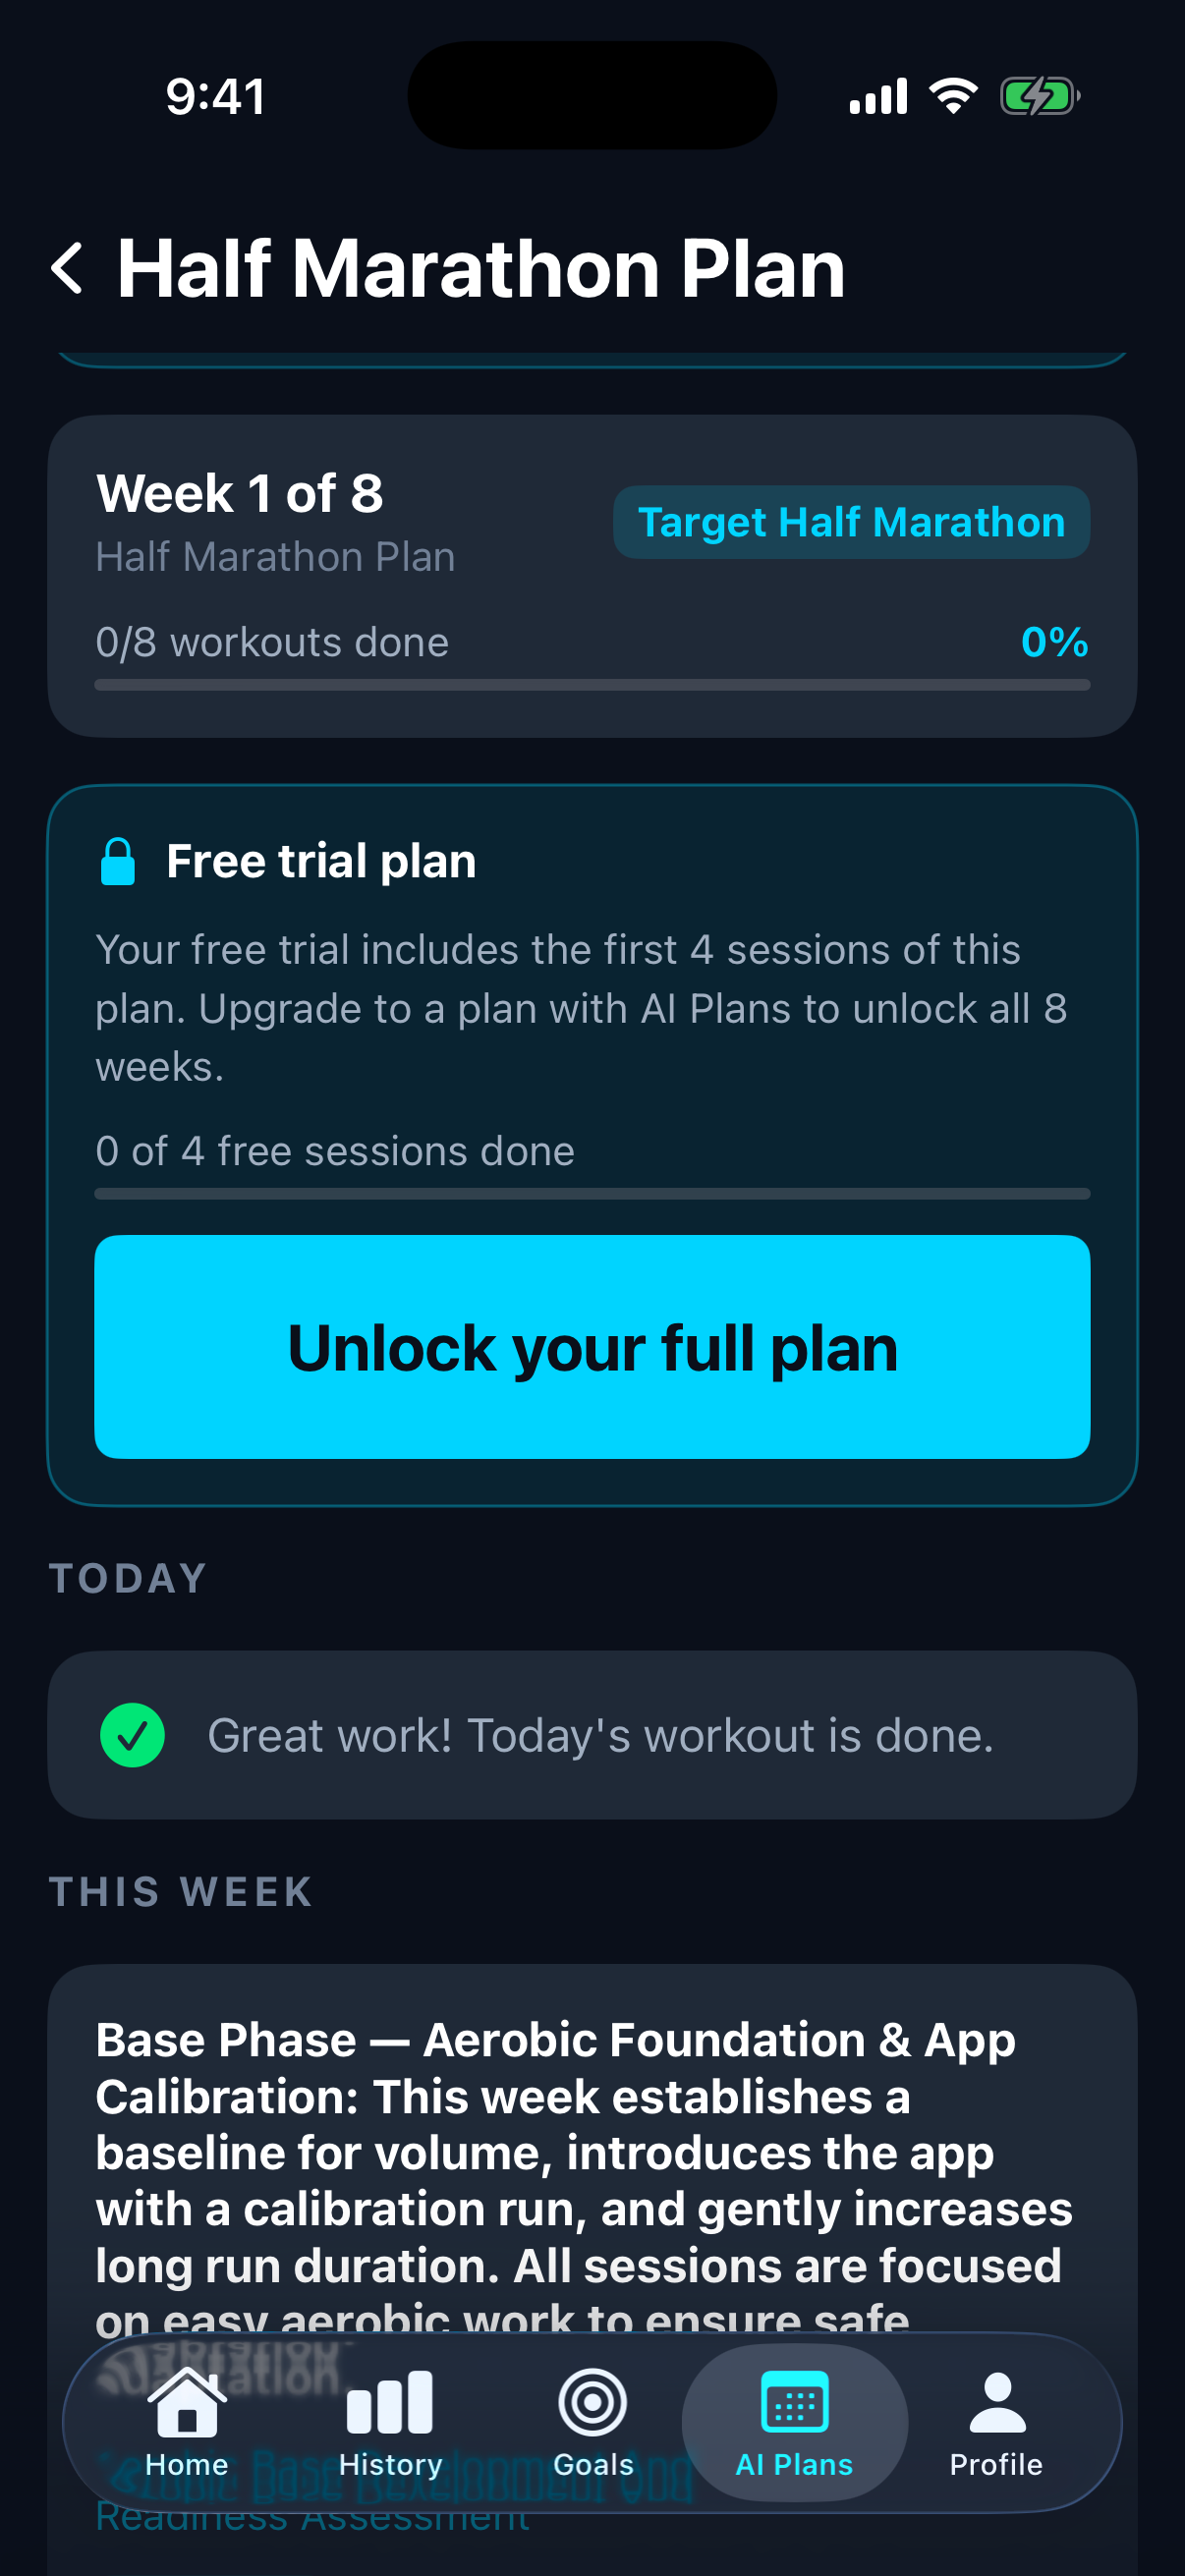 9:41
Half Marathon Plan
Week 1 of 8
Target Half Marathon
Half Marathon Plan
0/8 workouts done
0%
Free trial plan
Your free trial includes the first 4 sessions of this
plan. Upgrade to a plan with AI Plans to unlock all 8
weeks.
0 of 4 free sessions done
Unlock your full plan
TODAY
Great work! Today's workout is done.
THIS WEEK
Base Phase — Aerobic Foundation & App
Calibration: This week establishes a
baseline for volume, introduces the app
with a calibration run, and gently increases
long run duration. All sessions are focused
on easy aerobic work to ensure safe
Home
History
Goals
AI Plans
Profile
Readiness Assessment